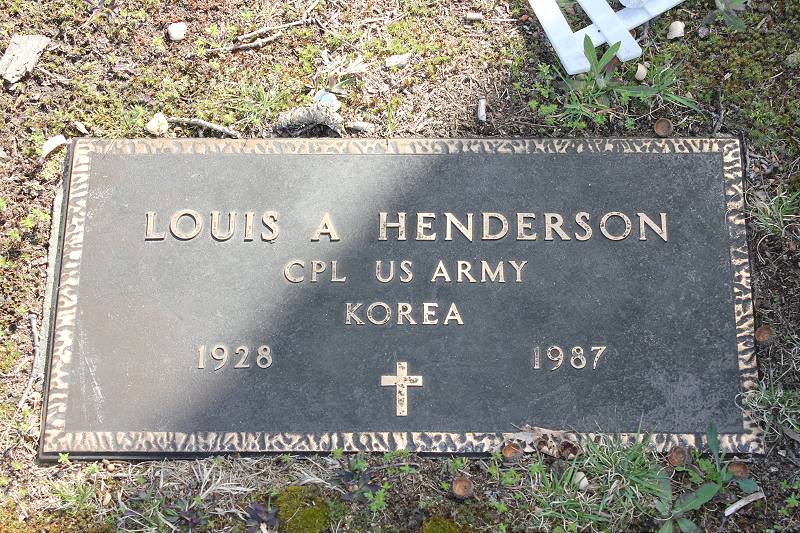 LOUIS A HENDERSON
CPL US ARMY
KOREA
1928 1987